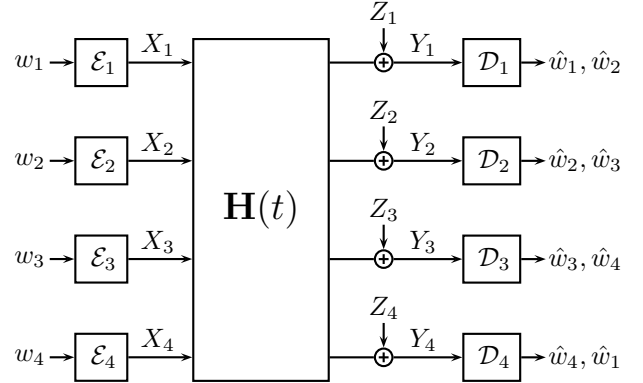 Z₁
w₁ ℰ₁ X₁ Y₁ 𝒟₁ ŵ₁, ŵ₂
Z₂
w₂ ℰ₂ X₂ Y₂ 𝒟₂ ŵ₂, ŵ₃
H(t)
Z₃
w₃ ℰ₃ X₃ Y₃ 𝒟₃ ŵ₃, ŵ₄
Z₄
w₄ ℰ₄ X₄ Y₄ 𝒟₄ ŵ₄, ŵ₁